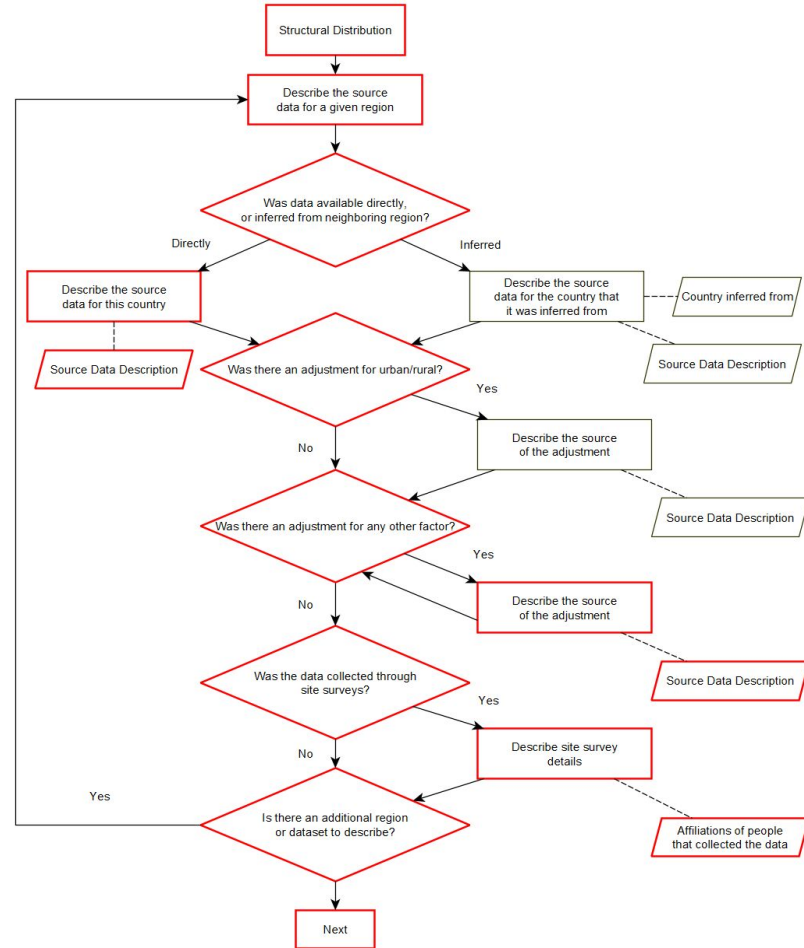 Structural Distribution
Describe the source
data for a given region
Was data available directly,
or inferred from neighboring region?
Directly
Inferred
Describe the source
data for this country
Describe the source
data for the country that
it was inferred from
Country inferred from
Source Data Description
Source Data Description
Was there an adjustment for urban/rural?
Yes
No
Describe the source
of the adjustment
Source Data Description
Was there an adjustment for any other factor?
Yes
No
Describe the source
of the adjustment
Source Data Description
Was the data collected through
site surveys?
Yes
No
Describe site survey
details
Yes
Is there an additional region
or dataset to describe?
Affiliations of people
that collected the data
Next